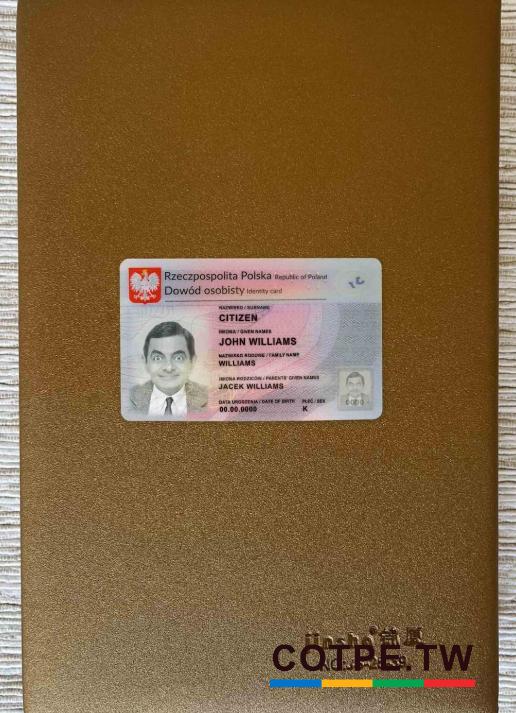 Rzeczpospolita Polska Republic of Poland
Dowód osobisty Identity card
NAZWISKO / SURNAME
CITIZEN
IMIONA / GIVEN NAMES
JOHN WILLIAMS
NAZWISKO RODOWE / FAMILY NAME
WILLIAMS
IMIONA RODZICÓW / PARENTS' GIVEN NAMES
JACEK WILLIAMS
DATA URODZENIA / DATE OF BIRTH PŁEĆ / SEX
00.00.0000 K
0000
COTPE.TW